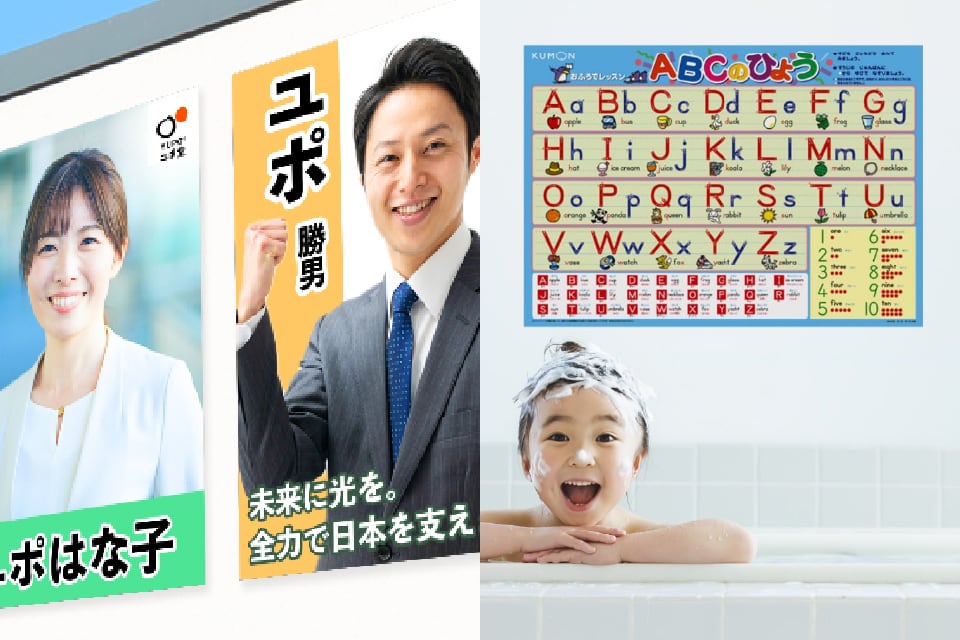 YUPO
ユポ堂
ユポ
勝男
未来に光を。
全力で日本を支え
ポはな子
KUMON
おふろでレッスン
ABCのひょう
Aa Bb Cc Dd Ee Ff Gg
apple bus cup duck egg frog glass
Hh Ii Jj Kk Ll Mm Nn
hat ice cream juice koala lily melon necklace
Oo Pp Qq Rr Ss Tt Uu
orange panda queen rabbit sun tulip umbrella
Vv Ww Xx Yy Zz
vase watch fox yacht zebra
1 one 6 six
2 two 7 seven
3 three 8 eight
4 four 9 nine
5 five 10 ten
A B C D E F G H I
J K L M N O P Q R
S T U V W X Y Z